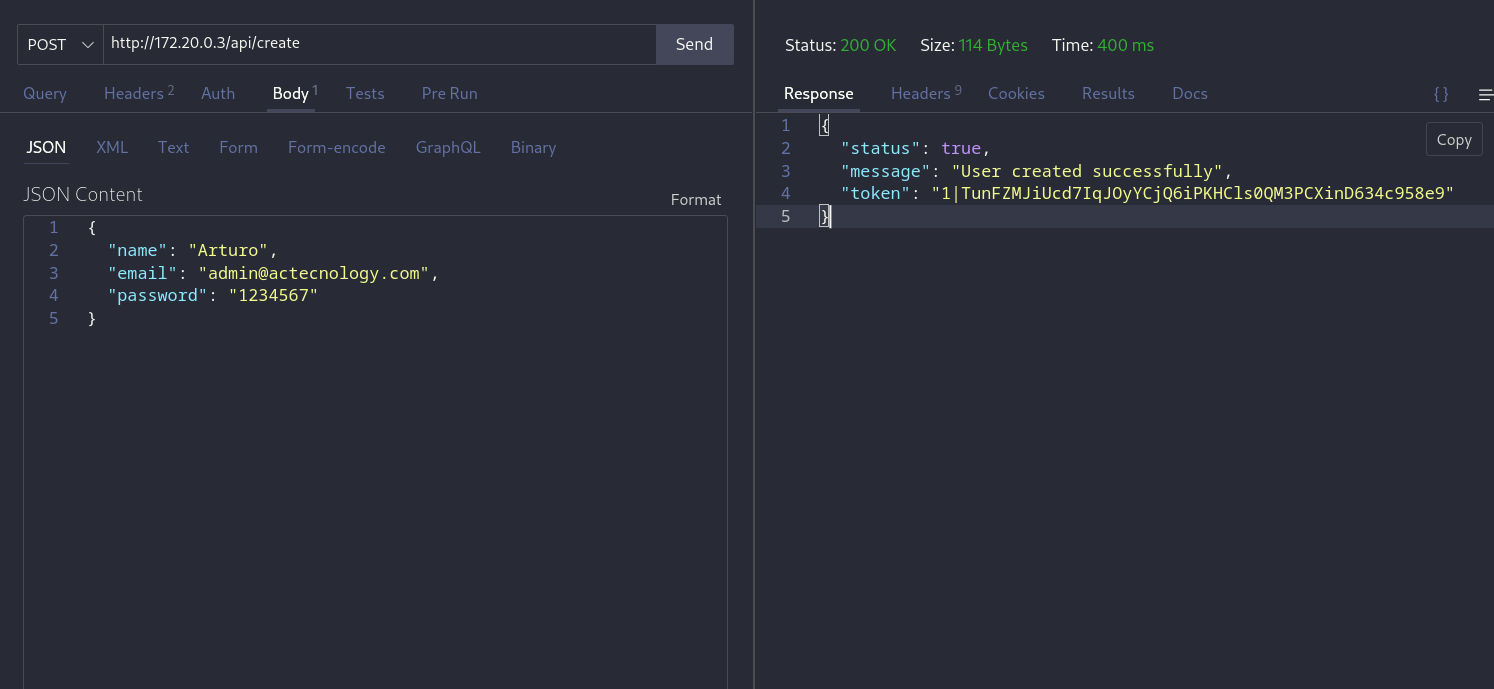 POST http://172.20.0.3/api/create Send
Query Headers 2 Auth Body 1 Tests Pre Run
JSON XML Text Form Form-encode GraphQL Binary
JSON Content Format
1 {
2 "name": "Arturo",
3 "email": "admin@actecnology.com",
4 "password": "1234567"
5 }
Status: 200 OK Size: 114 Bytes Time: 400 ms
Response Headers 9 Cookies Results Docs { }
Copy
1 {
2 "status": true,
3 "message": "User created successfully",
4 "token": "1|TunFZMJiUcd7IqJOyYCjQ6iPKHCls0QM3PCXinD634c958e9"
5 }